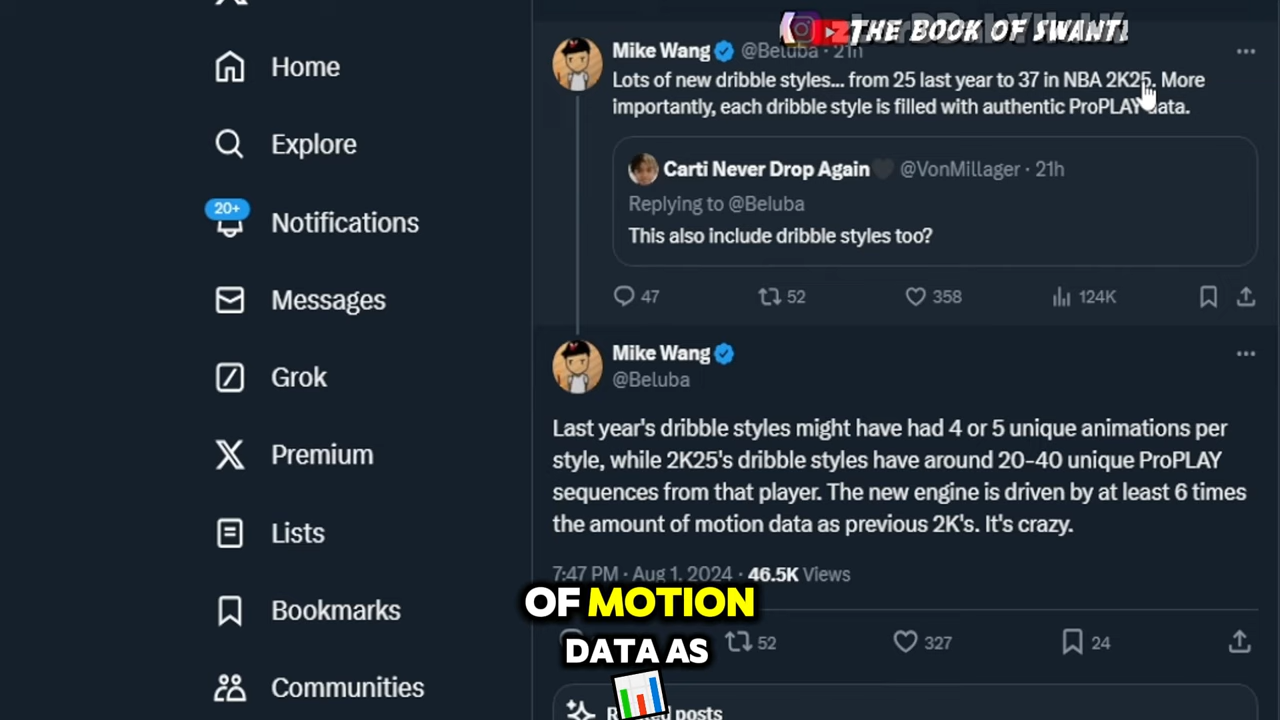 THE BOOK OF SWANTI
Home
Explore
20+
Notifications
Messages
Grok
Premium
Lists
Bookmarks
Communities
Mike Wang @Beluba · 21h
Lots of new dribble styles... from 25 last year to 37 in NBA 2K25. More
importantly, each dribble style is filled with authentic ProPLAY data.
Carti Never Drop Again🖤 @VonMillager · 21h
Replying to @Beluba
This also include dribble styles too?
47 52 358 124K
Mike Wang
@Beluba
Last year's dribble styles might have had 4 or 5 unique animations per
style, while 2K25's dribble styles have around 20-40 unique ProPLAY
sequences from that player. The new engine is driven by at least 6 times
the amount of motion data as previous 2K's. It's crazy.
7:47 PM · Aug 1, 2024 · 46.5K Views
OF MOTION
DATA AS
52 327 24
posts